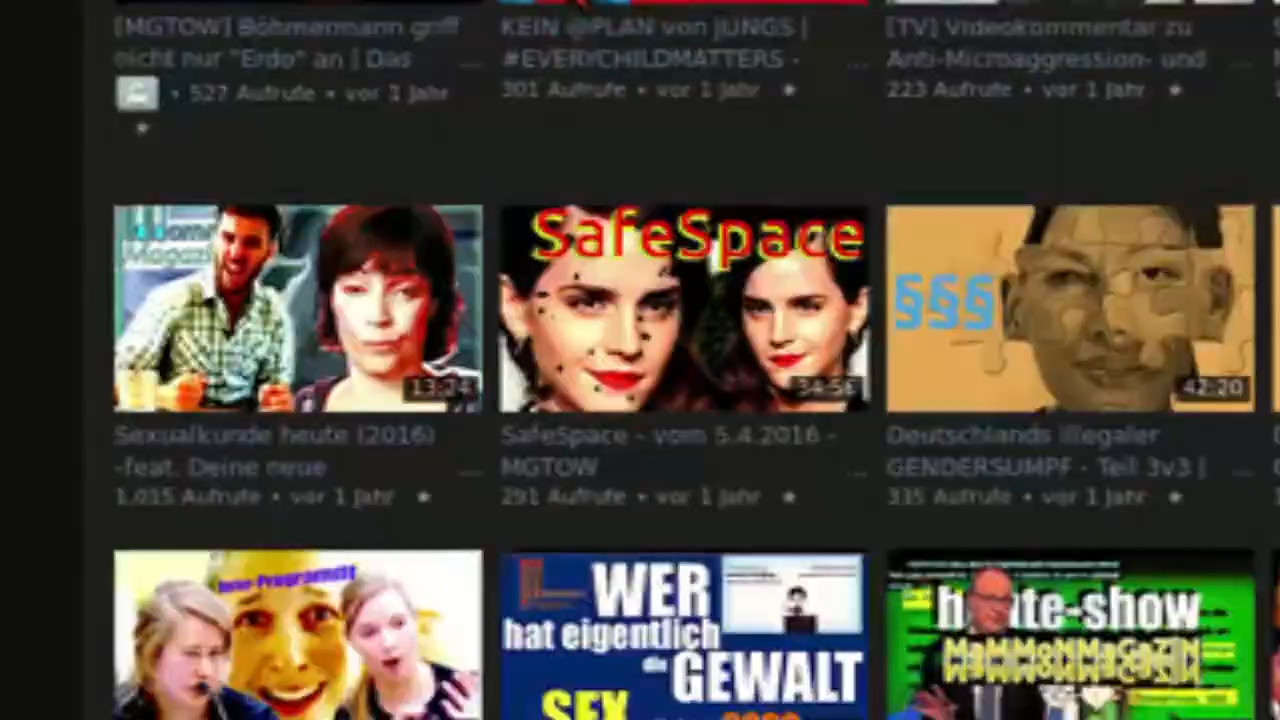 [MGTOW] Böhmermann griff
nicht nur "Erdo" an | Das ...
• 527 Aufrufe • vor 1 Jahr
KEIN @PLAN von JUNGS |
#EVERYCHILDMATTERS - ...
301 Aufrufe • vor 1 Jahr
[TV] Videokommentar zu
Anti-Microaggression- und ...
223 Aufrufe • vor 1 Jahr
Magazi
13:24
SafeSpace
34:56
§§§
42:20
Sexualkunde heute (2016)
-feat. Deine neue ...
1.015 Aufrufe • vor 1 Jahr
SafeSpace - vom 5.4.2016 -
MGTOW ...
291 Aufrufe • vor 1 Jahr
Deutschlands illegaler
GENDERSUMPF - Teil 3v3 | ...
335 Aufrufe • vor 1 Jahr
WER
hat eigentlich
die GEWALT
SEX
heute-show
MaMMoNMaGaZiN